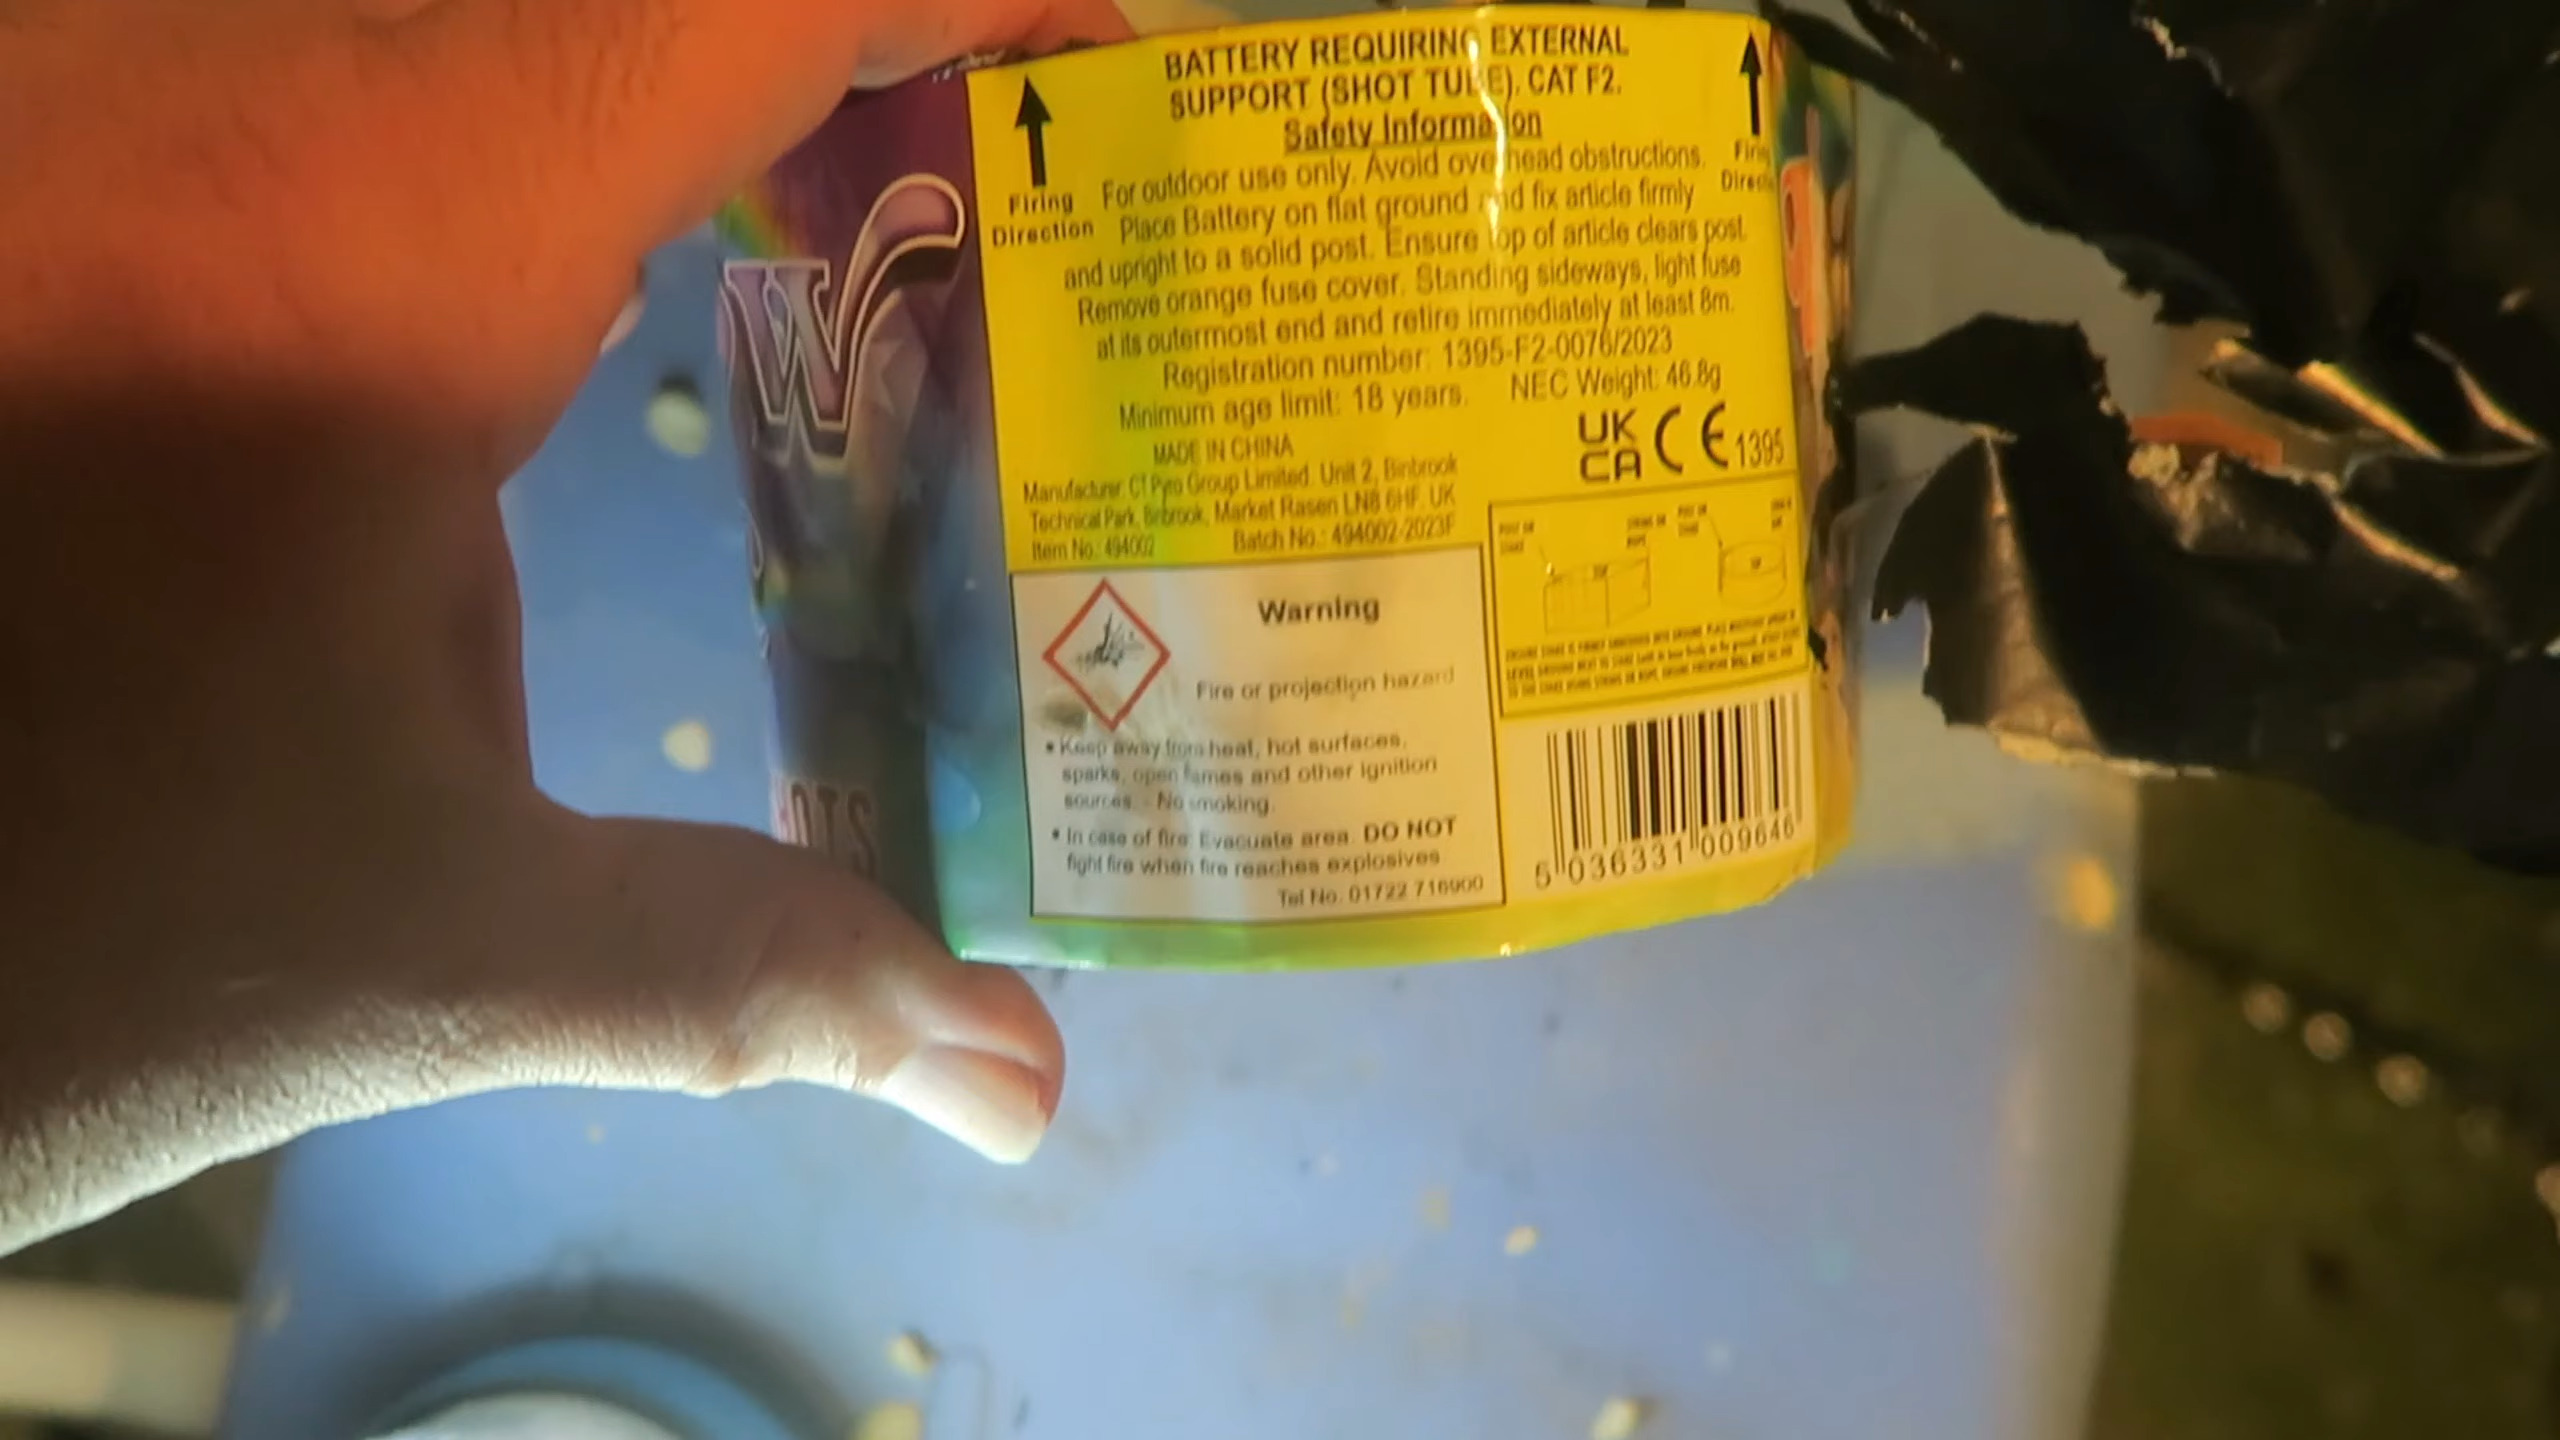 BATTERY REQUIRING EXTERNAL
SUPPORT (SHOT TUBE). CAT F2.
Safety Information
Firing
Direction
For outdoor use only. Avoid overhead obstructions.
Place Battery on flat ground and fix article firmly
and upright to a solid post. Ensure top of article clears post.
Remove orange fuse cover. Standing sideways, light fuse
at its outermost end and retire immediately at least 8m.
Registration number: 1395-F2-0076/2023
Minimum age limit: 18 years. NEC Weight: 46.8g
MADE IN CHINA
UK
CA CE 1395
Manufacturer: CT Pyro Group Limited. Unit 2, Binbrook
Technical Park, Binbrook, Market Rasen LN8 6HF. UK
Item No.: 494002 Batch No.: 494002-2023F
Warning
Fire or projection hazard
• Keep away from heat, hot surfaces,
sparks, open flames and other ignition
sources. - No smoking.
• In case of fire: Evacuate area. DO NOT
fight fire when fire reaches explosives
Tel No. 01722 716900
5 036331 009646
W
OTS